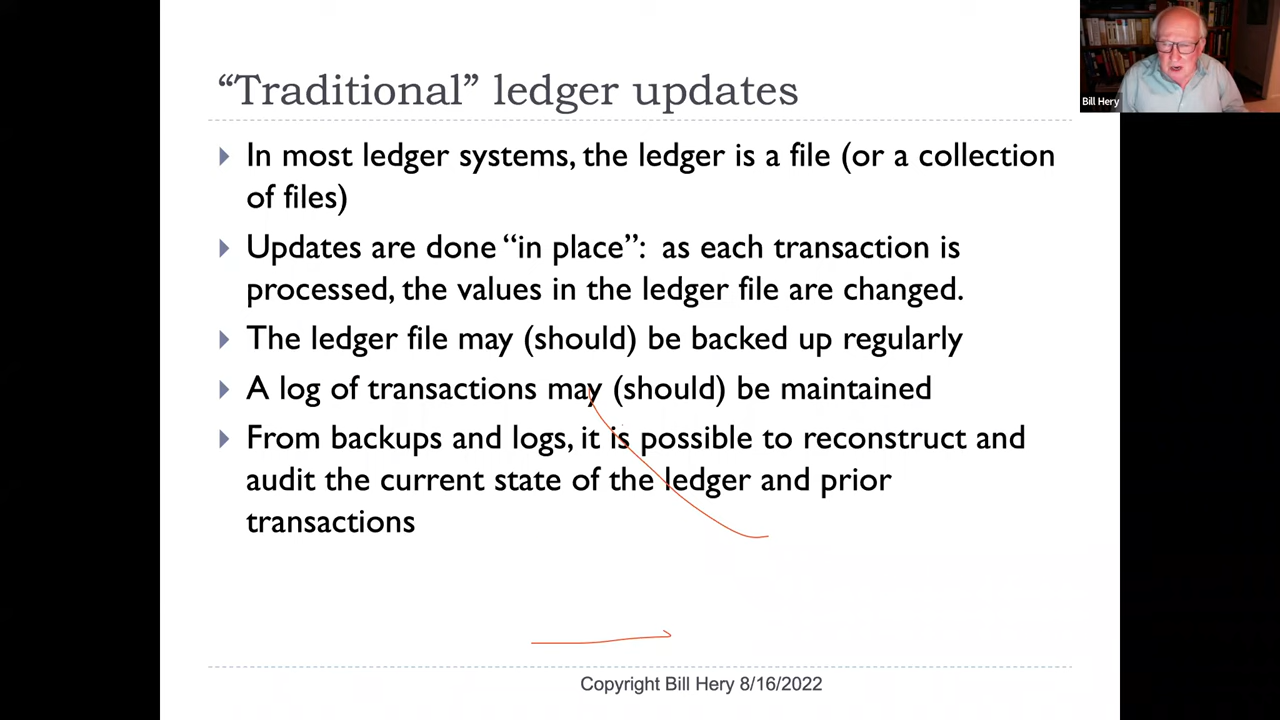 “Traditional” ledger updates
Bill Hery
In most ledger systems, the ledger is a file (or a collection
of files)
Updates are done “in place”: as each transaction is
processed, the values in the ledger file are changed.
The ledger file may (should) be backed up regularly
A log of transactions may (should) be maintained
From backups and logs, it is possible to reconstruct and
audit the current state of the ledger and prior
transactions
Copyright Bill Hery 8/16/2022